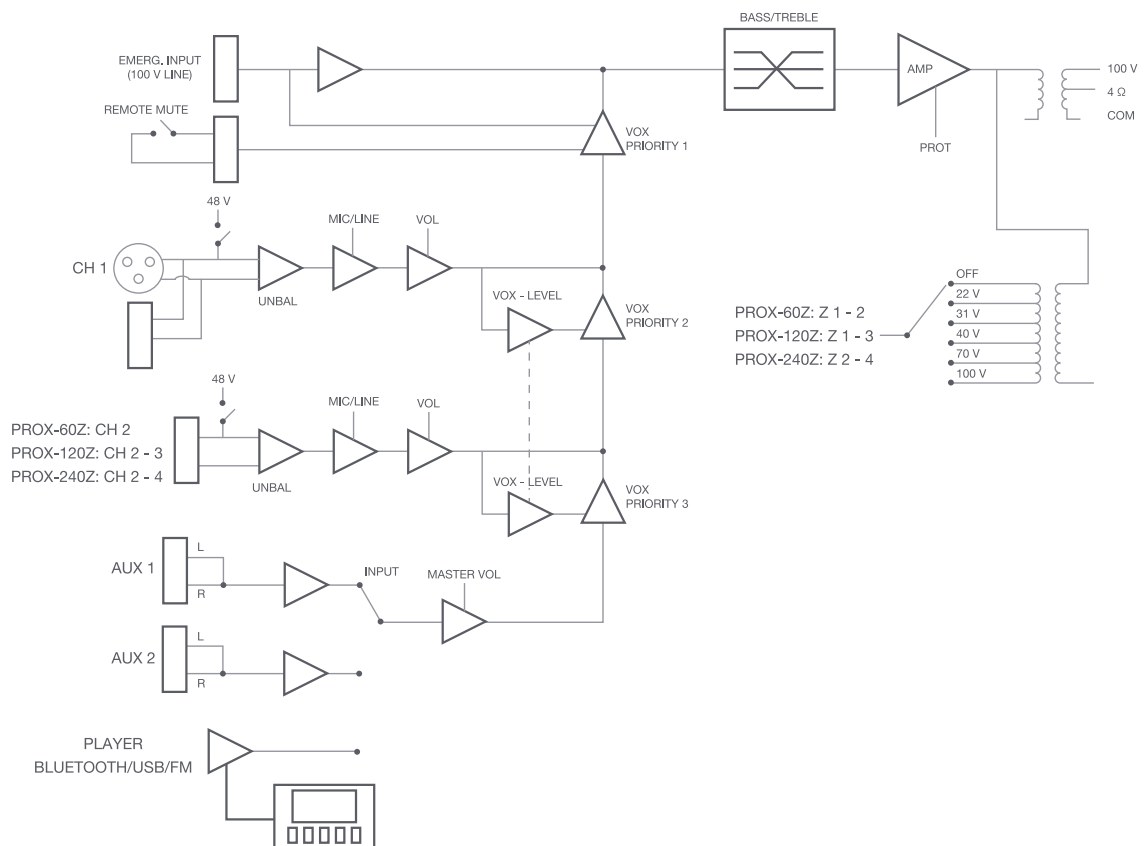 BASS/TREBLE
EMERG. INPUT
(100 V LINE)
AMP
100 V
4 Ω
COM
REMOTE MUTE
VOX
PRIORITY 1
PROT
48 V
MIC/LINE
VOL
CH 1
UNBAL
VOX - LEVEL
VOX
PRIORITY 2
OFF
22 V
31 V
40 V
70 V
100 V
PROX-60Z: Z 1 - 2
PROX-120Z: Z 1 - 3
PROX-240Z: Z 2 - 4
48 V
MIC/LINE
VOL
PROX-60Z: CH 2
PROX-120Z: CH 2 - 3
PROX-240Z: CH 2 - 4
UNBAL
VOX - LEVEL
VOX
PRIORITY 3
AUX 1
L
R
INPUT
MASTER VOL
AUX 2
L
R
PLAYER
BLUETOOTH/USB/FM